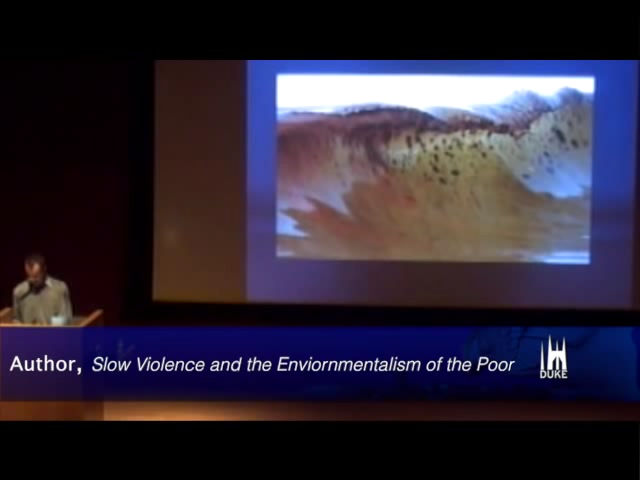 Author, Slow Violence and the Enviornmentalism of the Poor
DUKE